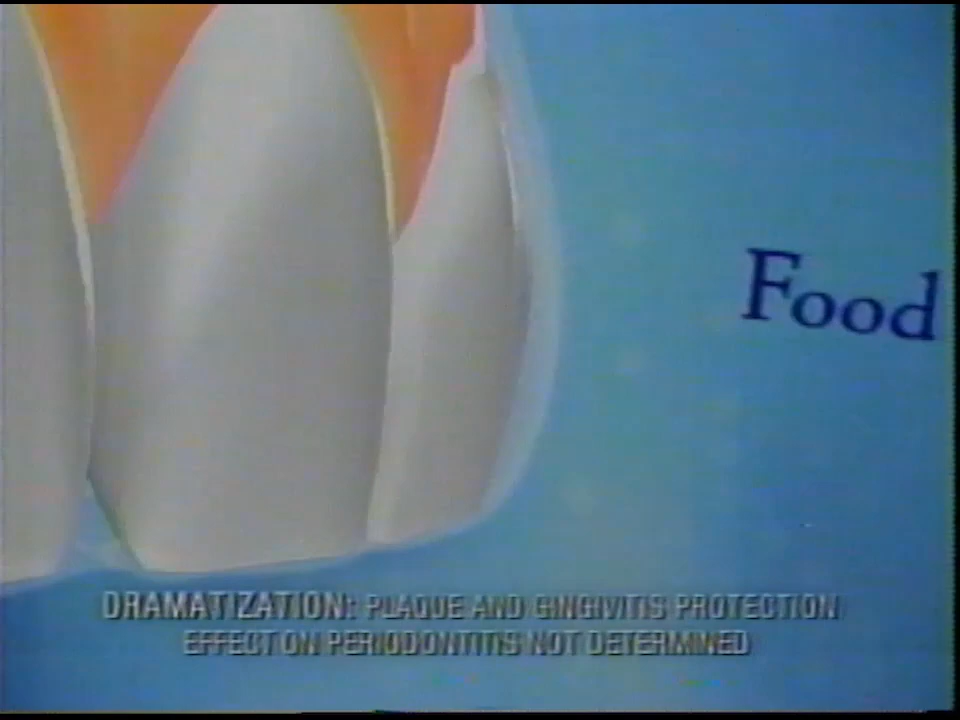 Food
DRAMATIZATION: PLAQUE AND GINGIVITIS PROTECTION
EFFECT ON PERIODONTITIS NOT DETERMINED